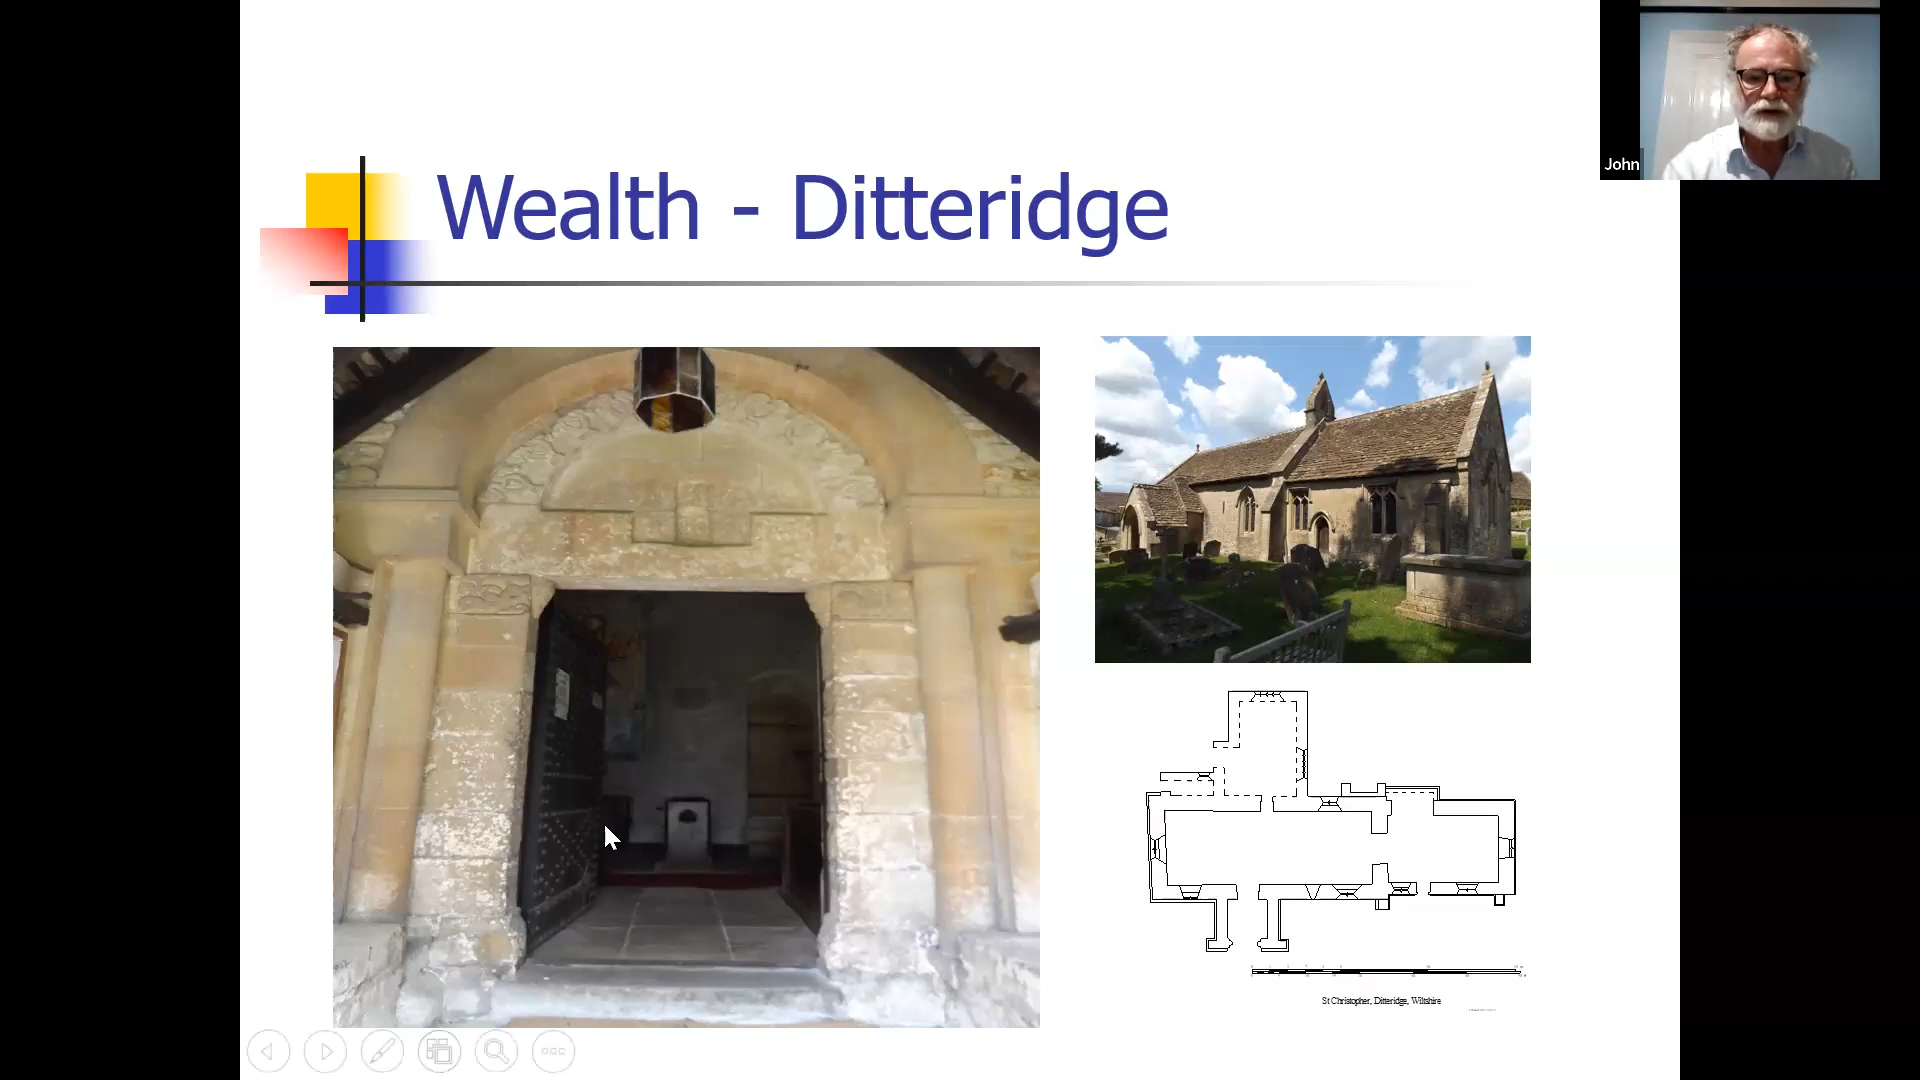 Wealth - Ditteridge
John
St Christopher, Ditteridge, Wiltshire